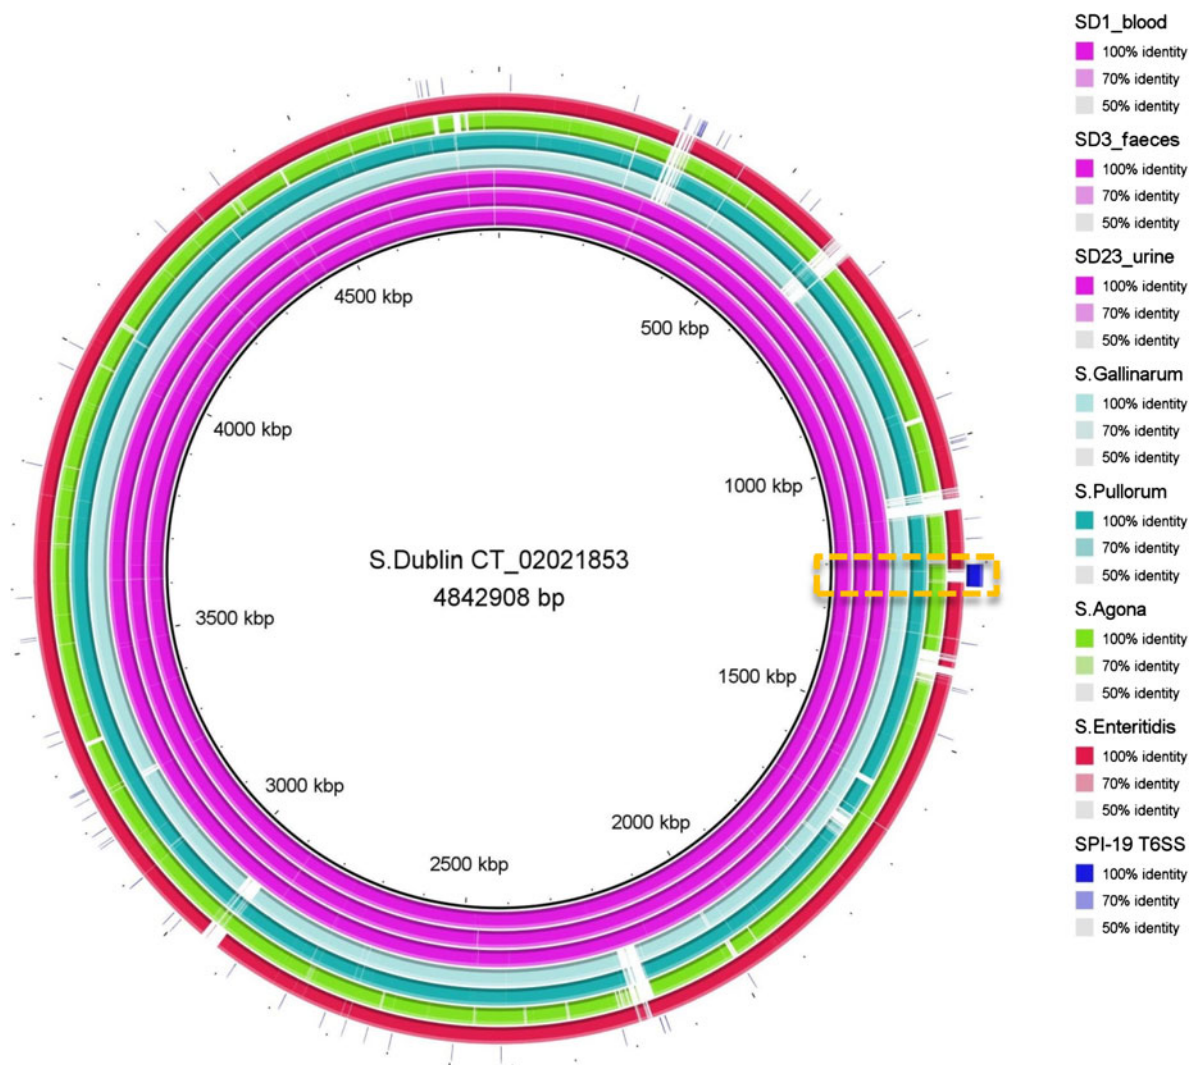 SD1_blood
100% identity
70% identity
50% identity
SD3_faeces
100% identity
70% identity
50% identity
SD23_urine
100% identity
70% identity
50% identity
S.Gallinarum
100% identity
70% identity
50% identity
S.Pullorum
100% identity
70% identity
50% identity
S.Agona
100% identity
70% identity
50% identity
S.Enteritidis
100% identity
70% identity
50% identity
SPI-19 T6SS
100% identity
70% identity
50% identity
4500 kbp
500 kbp
4000 kbp
1000 kbp
S.Dublin CT_02021853
4842908 bp
3500 kbp
1500 kbp
3000 kbp
2000 kbp
2500 kbp